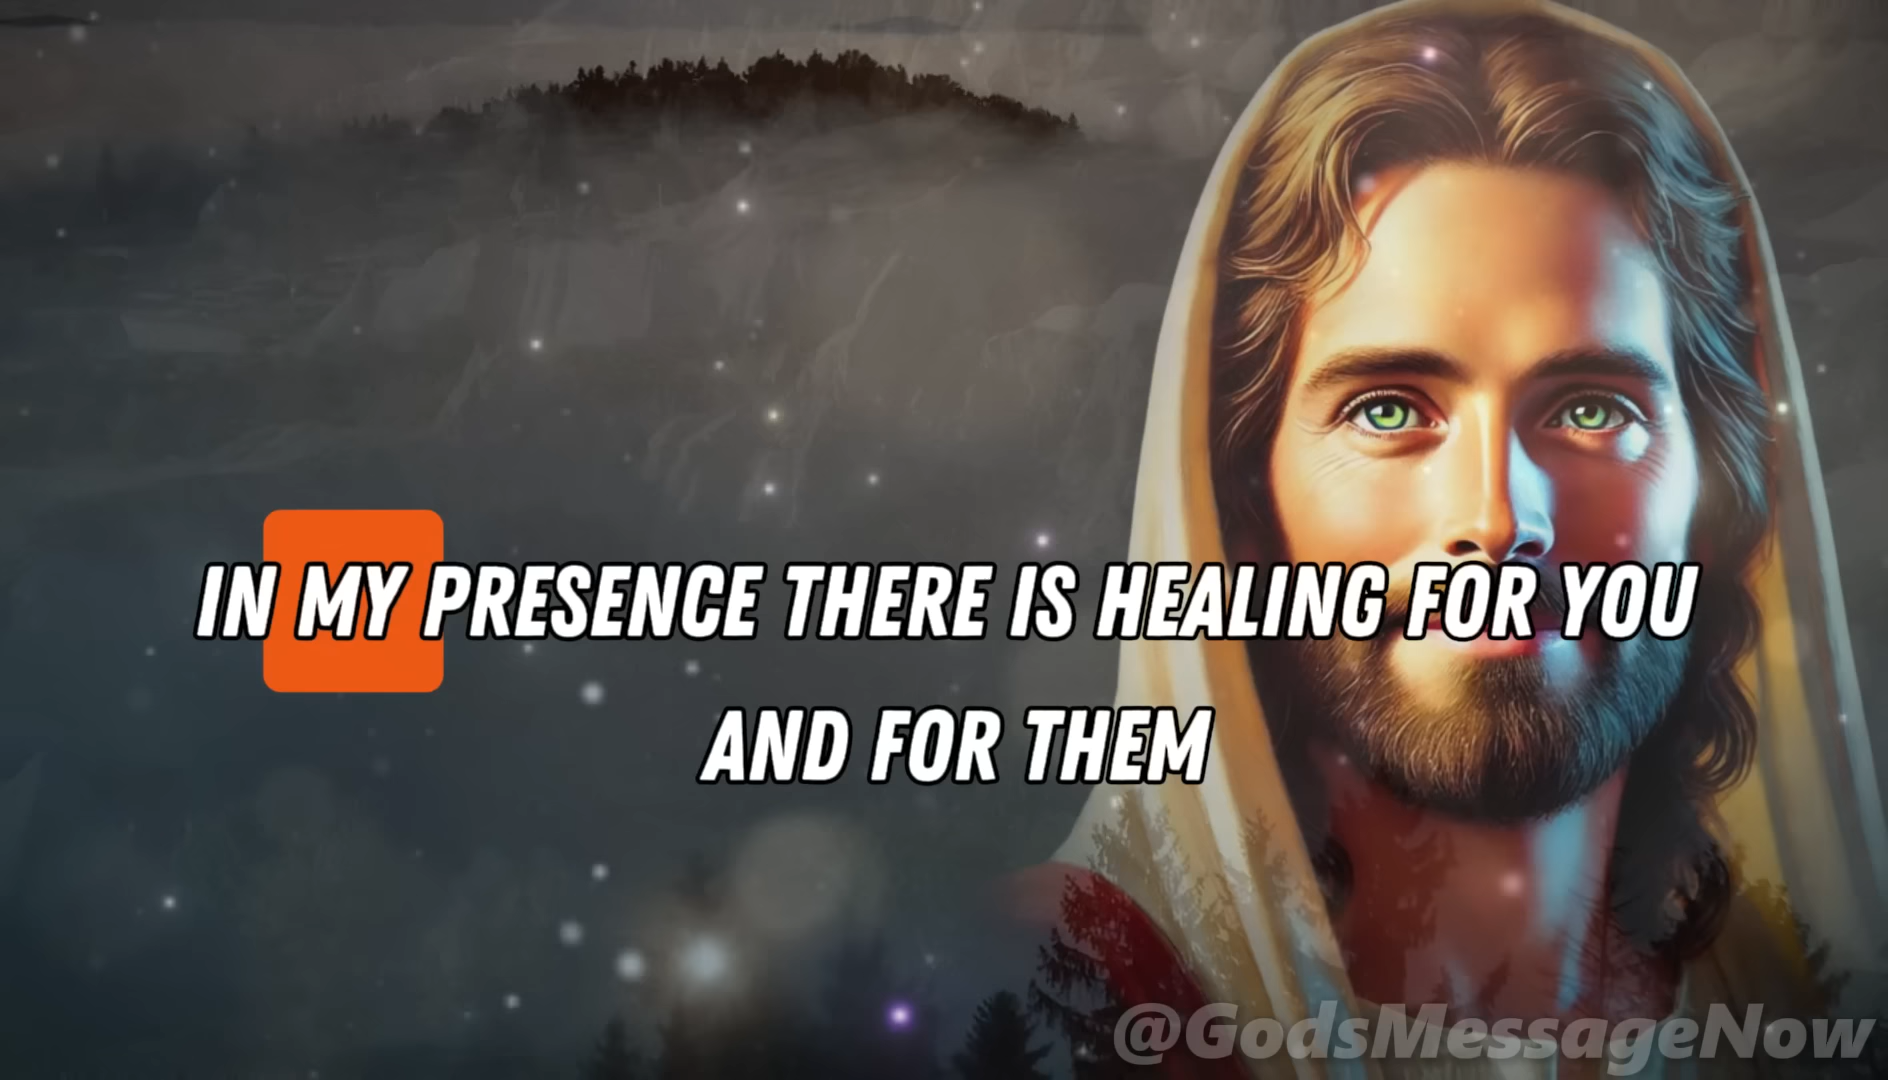 IN MY PRESENCE THERE IS HEALING FOR YOU
AND FOR THEM
@GodsMessageNow